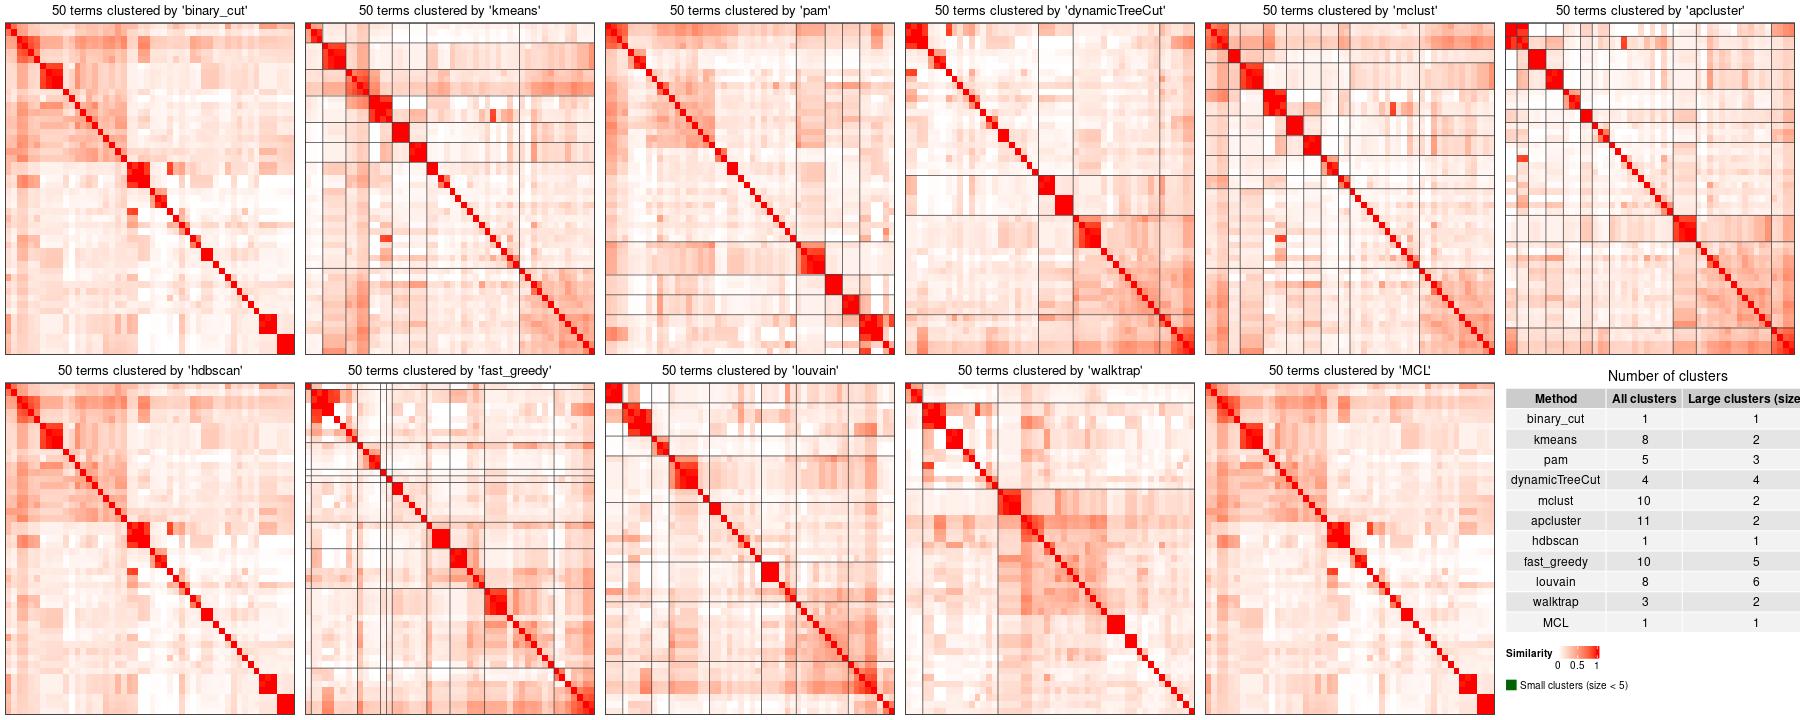 50 terms clustered by 'binary_cut'
50 terms clustered by 'kmeans'
50 terms clustered by 'pam'
50 terms clustered by 'dynamicTreeCut'
50 terms clustered by 'mclust'
50 terms clustered by 'apcluster'
50 terms clustered by 'hdbscan'
50 terms clustered by 'fast_greedy'
50 terms clustered by 'louvain'
50 terms clustered by 'walktrap'
50 terms clustered by 'MCL'
Number of clusters
Method All clusters Large clusters (size
binary_cut 1 1
kmeans 8 2
pam 5 3
dynamicTreeCut 4 4
mclust 10 2
apcluster 11 2
hdbscan 1 1
fast_greedy 10 5
louvain 8 6
walktrap 3 2
MCL 1 1
Similarity
0 0.5 1
Small clusters (size < 5)